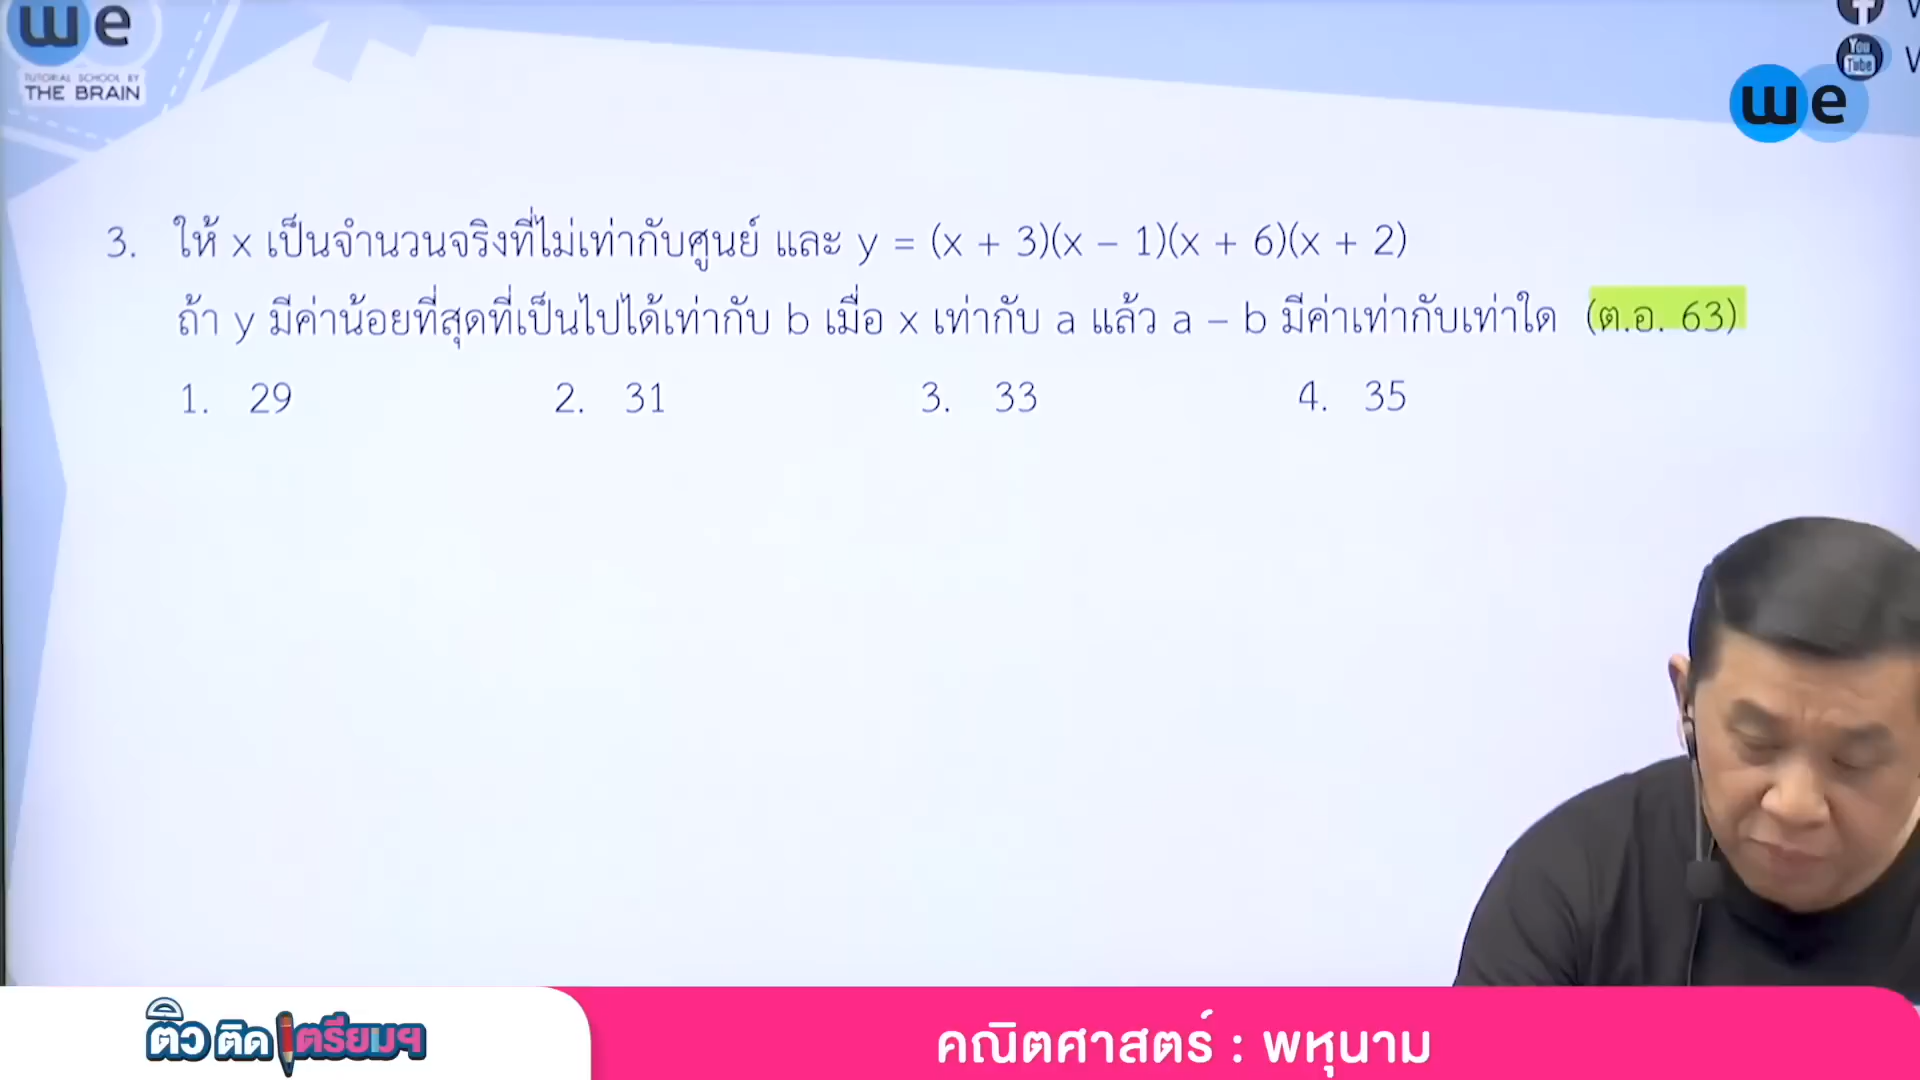 we
TUTORIAL SCHOOL BY
THE BRAIN
You
Tube
we
3. ให้ x เป็นจำนวนจริงที่ไม่เท่ากับศูนย์ และ y = (x + 3)(x – 1)(x + 6)(x + 2)
ถ้า y มีค่าน้อยที่สุดที่เป็นไปได้เท่ากับ b เมื่อ x เท่ากับ a แล้ว a – b มีค่าเท่ากับเท่าใด (ต.อ. 63)
1. 29 2. 31 3. 33 4. 35
ติว ติด เตรียมฯ
คณิตศาสตร์ : พหุนาม